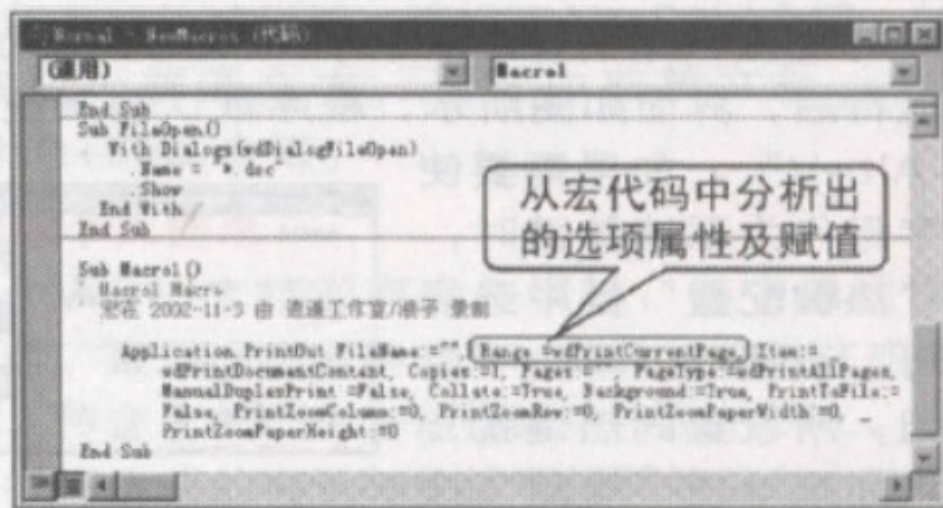 Normal - NewMacros (代码)
(通用)
Macro1
End Sub
Sub FileOpen()
With Dialogs(wdDialogFileOpen)
.Name = "*.doc"
.Show
End With
End Sub
从宏代码中分析出
的选项属性及赋值
Sub Macro1()
Macro1 Macro
宏在 2002-11-5 由 工作室 录制
Application.PrintOut FileName:="", Range:=wdPrintCurrentPage, Item:= _
wdPrintDocumentContent, Copies:=1, Pages:="", PageType:=wdPrintAllPages,
ManualDuplexPrint:=False, Collate:=True, Background:=True, PrintToFile:=
False, PrintZoomColumn:=0, PrintZoomRow:=0, PrintZoomPaperWidth:=0, _
PrintZoomPaperHeight:=0
End Sub